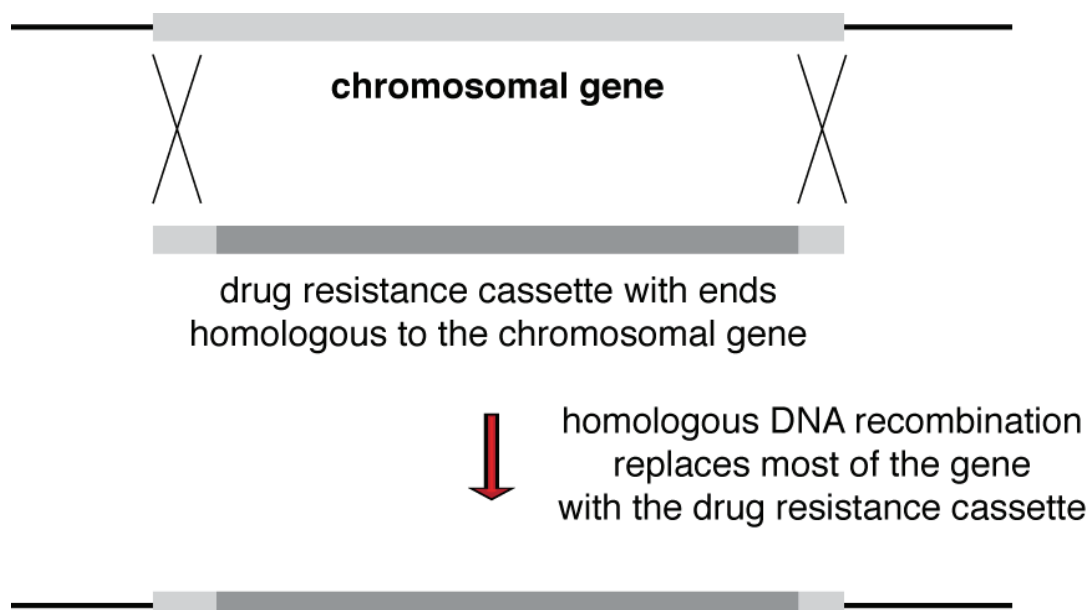 chromosomal gene
drug resistance cassette with ends
homologous to the chromosomal gene
homologous DNA recombination
replaces most of the gene
with the drug resistance cassette